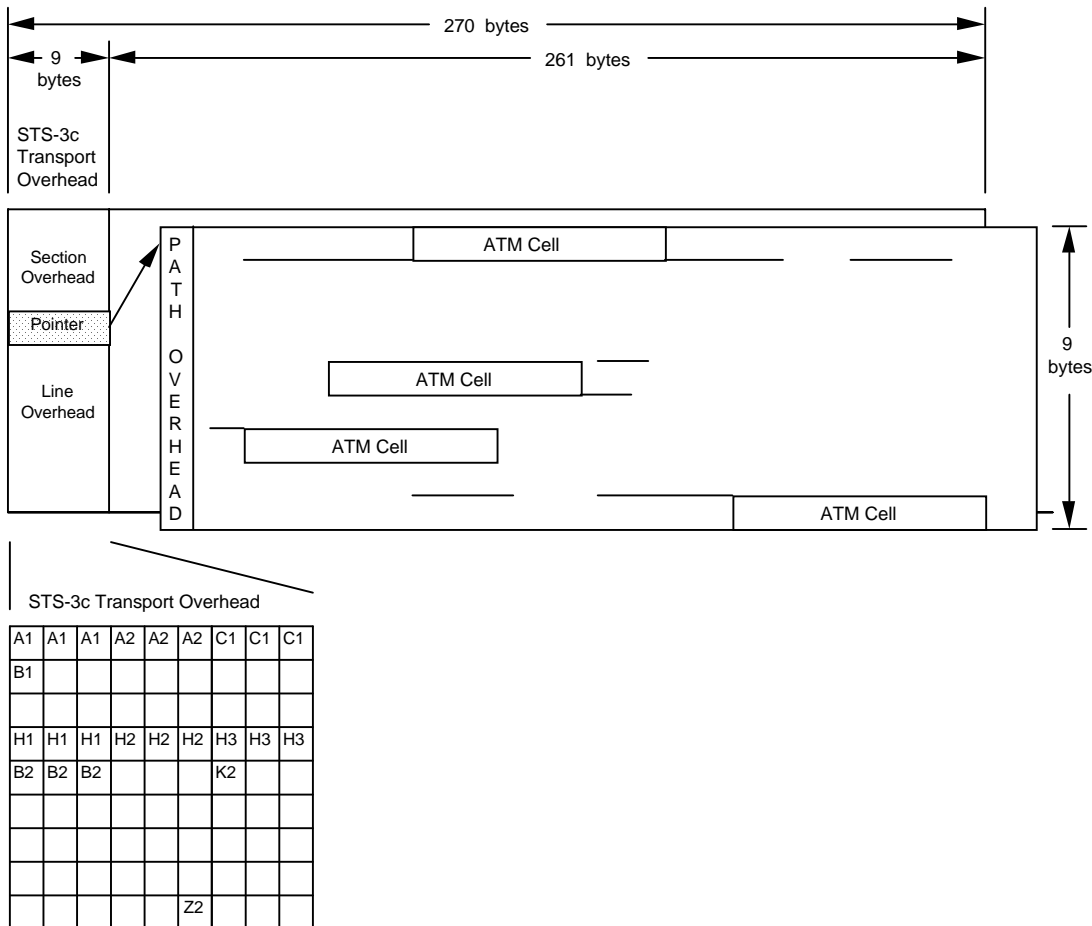 270 bytes
9
bytes
261 bytes
STS-3c
Transport
Overhead
Section
Overhead
Pointer
Line
Overhead
P
A
T
H
O
V
E
R
H
E
A
D
ATM Cell
ATM Cell
ATM Cell
ATM Cell
9
bytes
STS-3c Transport Overhead
A1 A1 A1 A2 A2 A2 C1 C1 C1
B1
H1 H1 H1 H2 H2 H2 H3 H3 H3
B2 B2 B2 K2
Z2